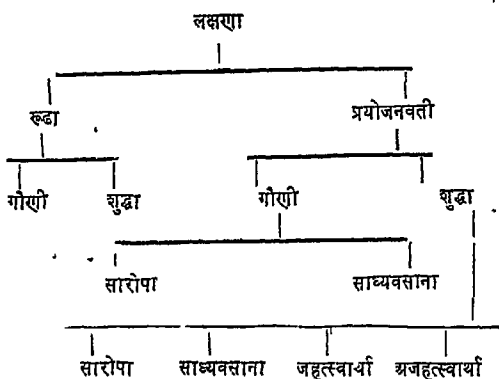 लक्षणा
रूढा प्रयोजनवती
गौणी शुद्धा गौणी शुद्धा
सारोपा साध्यवसाना
सारोपा साध्यवसाना जहत्स्वार्था अजहत्स्वार्था